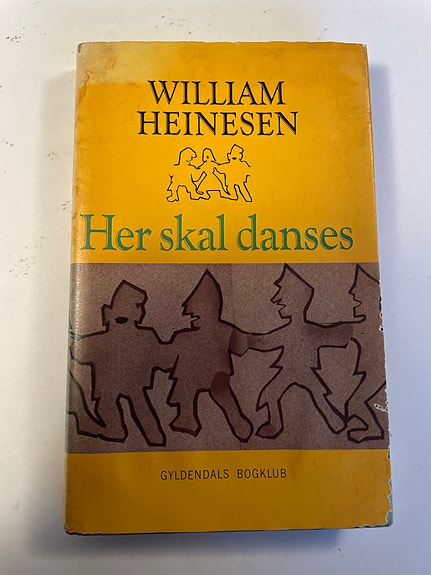 WILLIAM
HEINESEN
Her skal danses
GYLDENDALS BOGKLUB